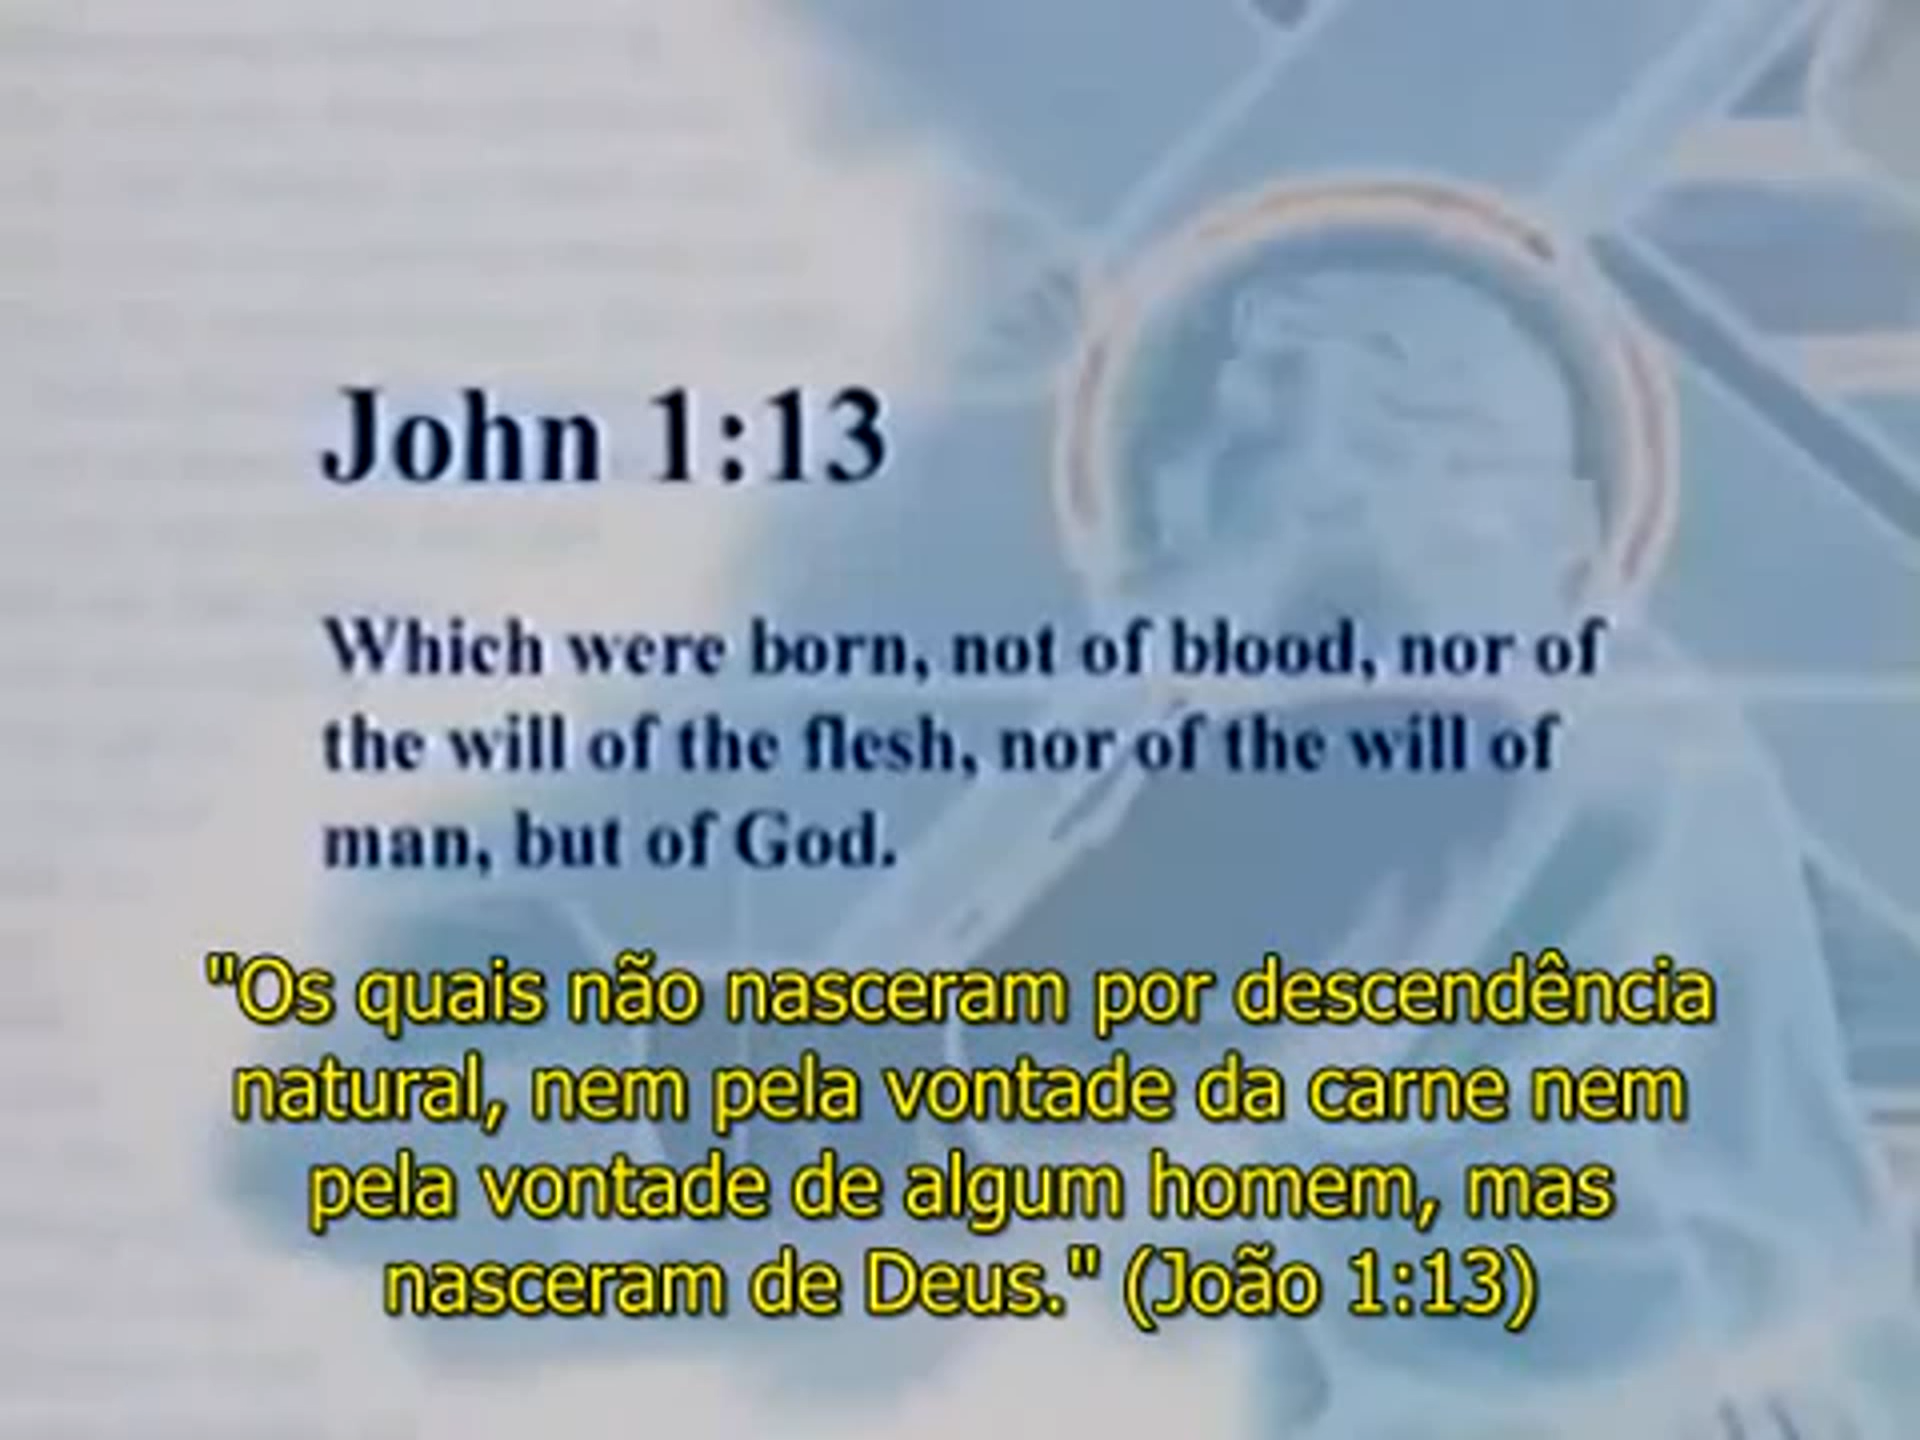 John 1:13
Which were born, not of blood, nor of
the will of the flesh, nor of the will of
man, but of God.
"Os quais não nasceram por descendência
natural, nem pela vontade da carne nem
pela vontade de algum homem, mas
nasceram de Deus." (João 1:13)